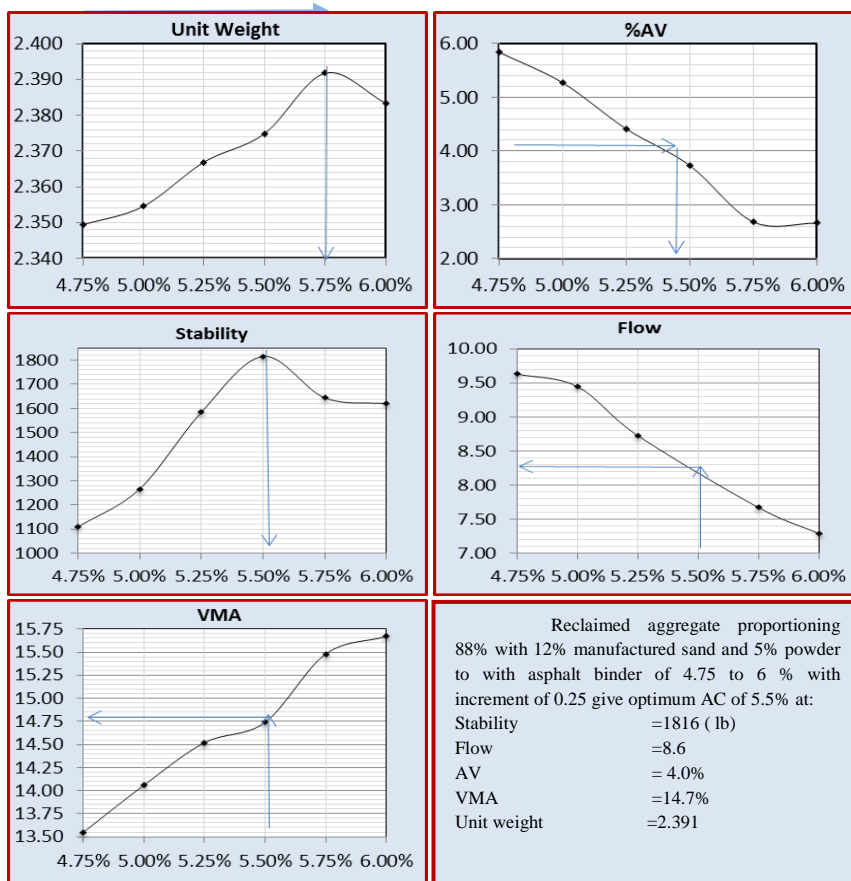 Unit Weight
2.400
2.390
2.380
2.370
2.360
2.350
2.340
4.75% 5.00% 5.25% 5.50% 5.75% 6.00%
%AV
6.00
5.00
4.00
3.00
2.00
4.75% 5.00% 5.25% 5.50% 5.75% 6.00%
Stability
1800
1700
1600
1500
1400
1300
1200
1100
1000
4.75% 5.00% 5.25% 5.50% 5.75% 6.00%
Flow
10.00
9.50
9.00
8.50
8.00
7.50
7.00
4.75% 5.00% 5.25% 5.50% 5.75% 6.00%
VMA
15.75
15.50
15.25
15.00
14.75
14.50
14.25
14.00
13.75
13.50
4.75% 5.00% 5.25% 5.50% 5.75% 6.00%
Reclaimed aggregate proportioning
88% with 12% manufactured sand and 5% powder
to with asphalt binder of 4.75 to 6 % with
increment of 0.25 give optimum AC of 5.5% at:
Stability =1816 ( lb)
Flow =8.6
AV = 4.0%
VMA =14.7%
Unit weight =2.391